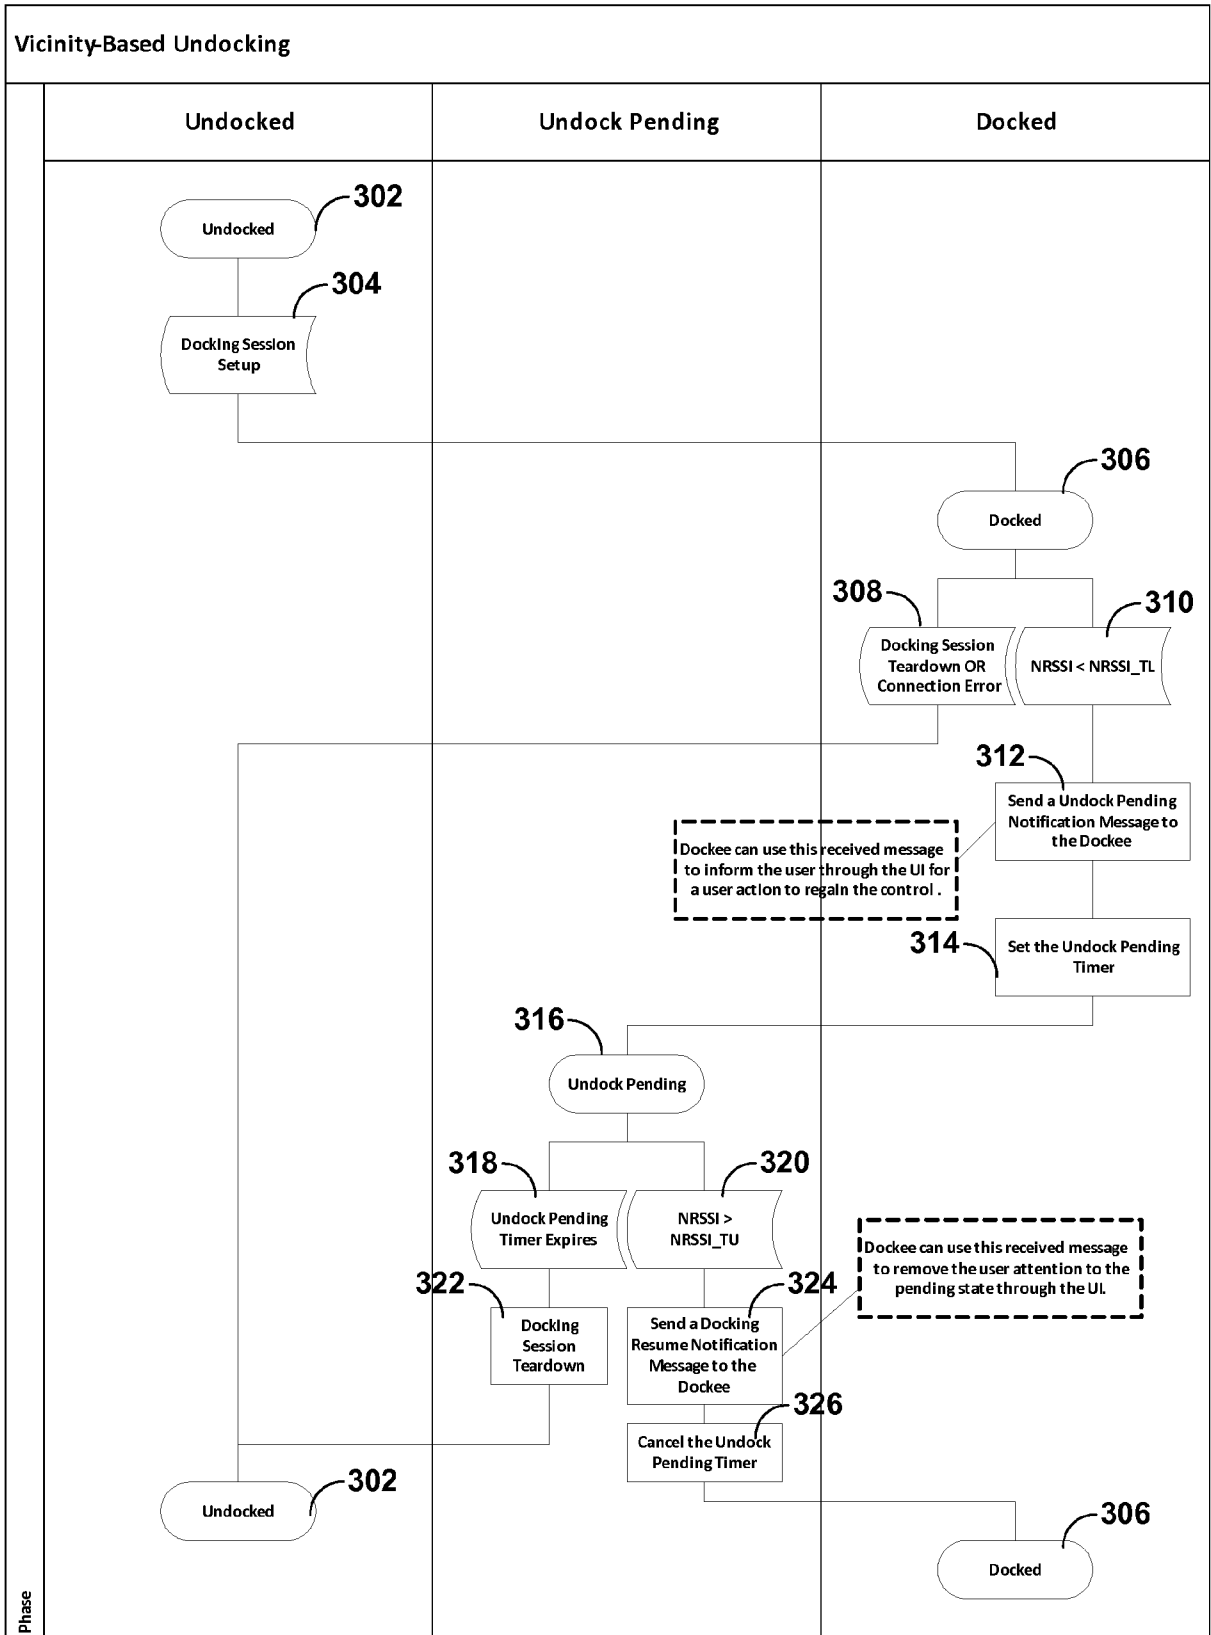 Vicinity-Based Undocking
Undocked
Undock Pending
Docked
302
Undocked
304
Docking Session
Setup
306
Docked
308
310
Docking Session
Teardown OR
Connection Error
NRSSI < NRSSI_TL
312
Send a Undock Pending
Notification Message to
the Dockee
Dockee can use this received message
to inform the user through the UI for
a user action to regain the control .
314
Set the Undock Pending
Timer
316
Undock Pending
318
320
Undock Pending
Timer Expires
NRSSI >
NRSSI_TU
Dockee can use this received message
to remove the user attention to the
pending state through the UI.
322
324
Docking
Session
Teardown
Send a Docking
Resume Notification
Message to the
Dockee
326
Cancel the Undock
Pending Timer
302
Undocked
306
Docked
Phase